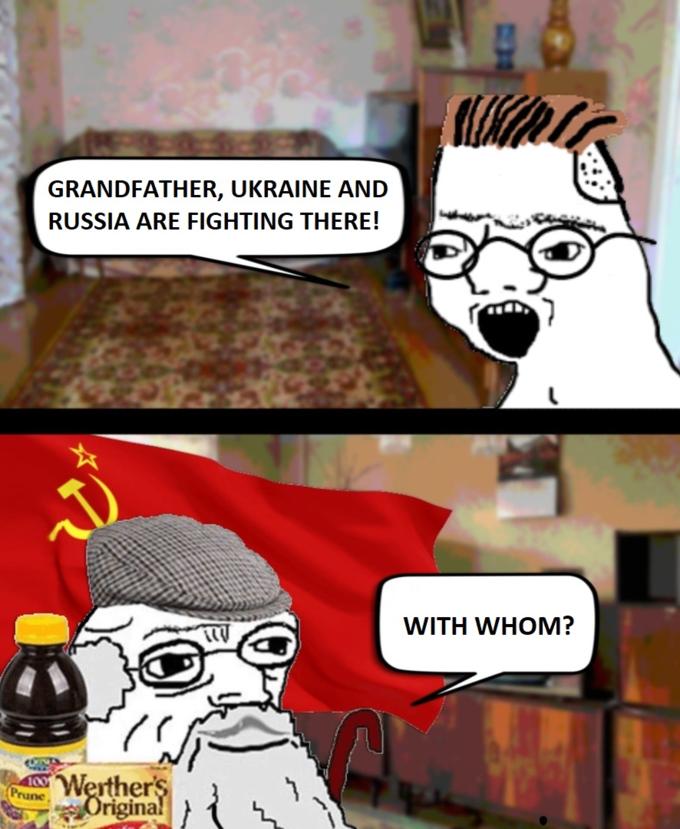 GRANDFATHER, UKRAINE AND
RUSSIA ARE FIGHTING THERE!
WITH WHOM?
100%
Prune
Werther's
Original